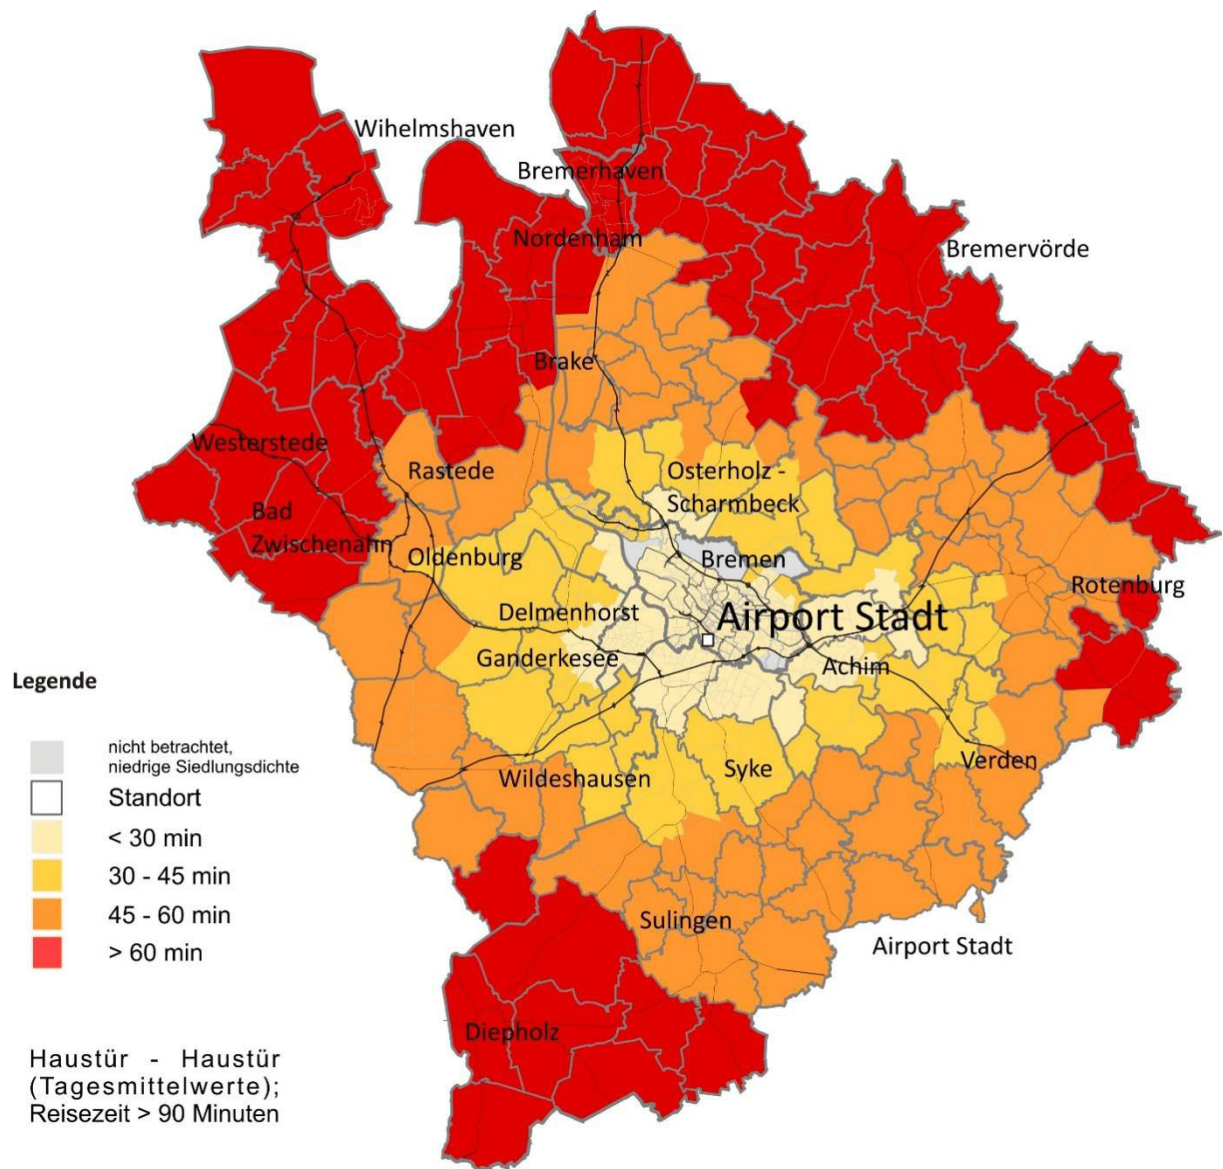 Wihelmshaven
Bremerhaven
Nordenham
Bremervörde
Brake
Westerstede
Rastede
Osterholz -
Scharmbeck
Bad
Zwischenahn
Oldenburg
Bremen
Rotenburg
Delmenhorst
Airport Stadt
Ganderkesee
Achim
Verden
Wildeshausen
Syke
Sulingen
Airport Stadt
Diepholz
Legende
nicht betrachtet,
niedrige Siedlungsdichte
Standort
< 30 min
30 - 45 min
45 - 60 min
> 60 min
Haustür - Haustür
(Tagesmittelwerte);
Reisezeit > 90 Minuten